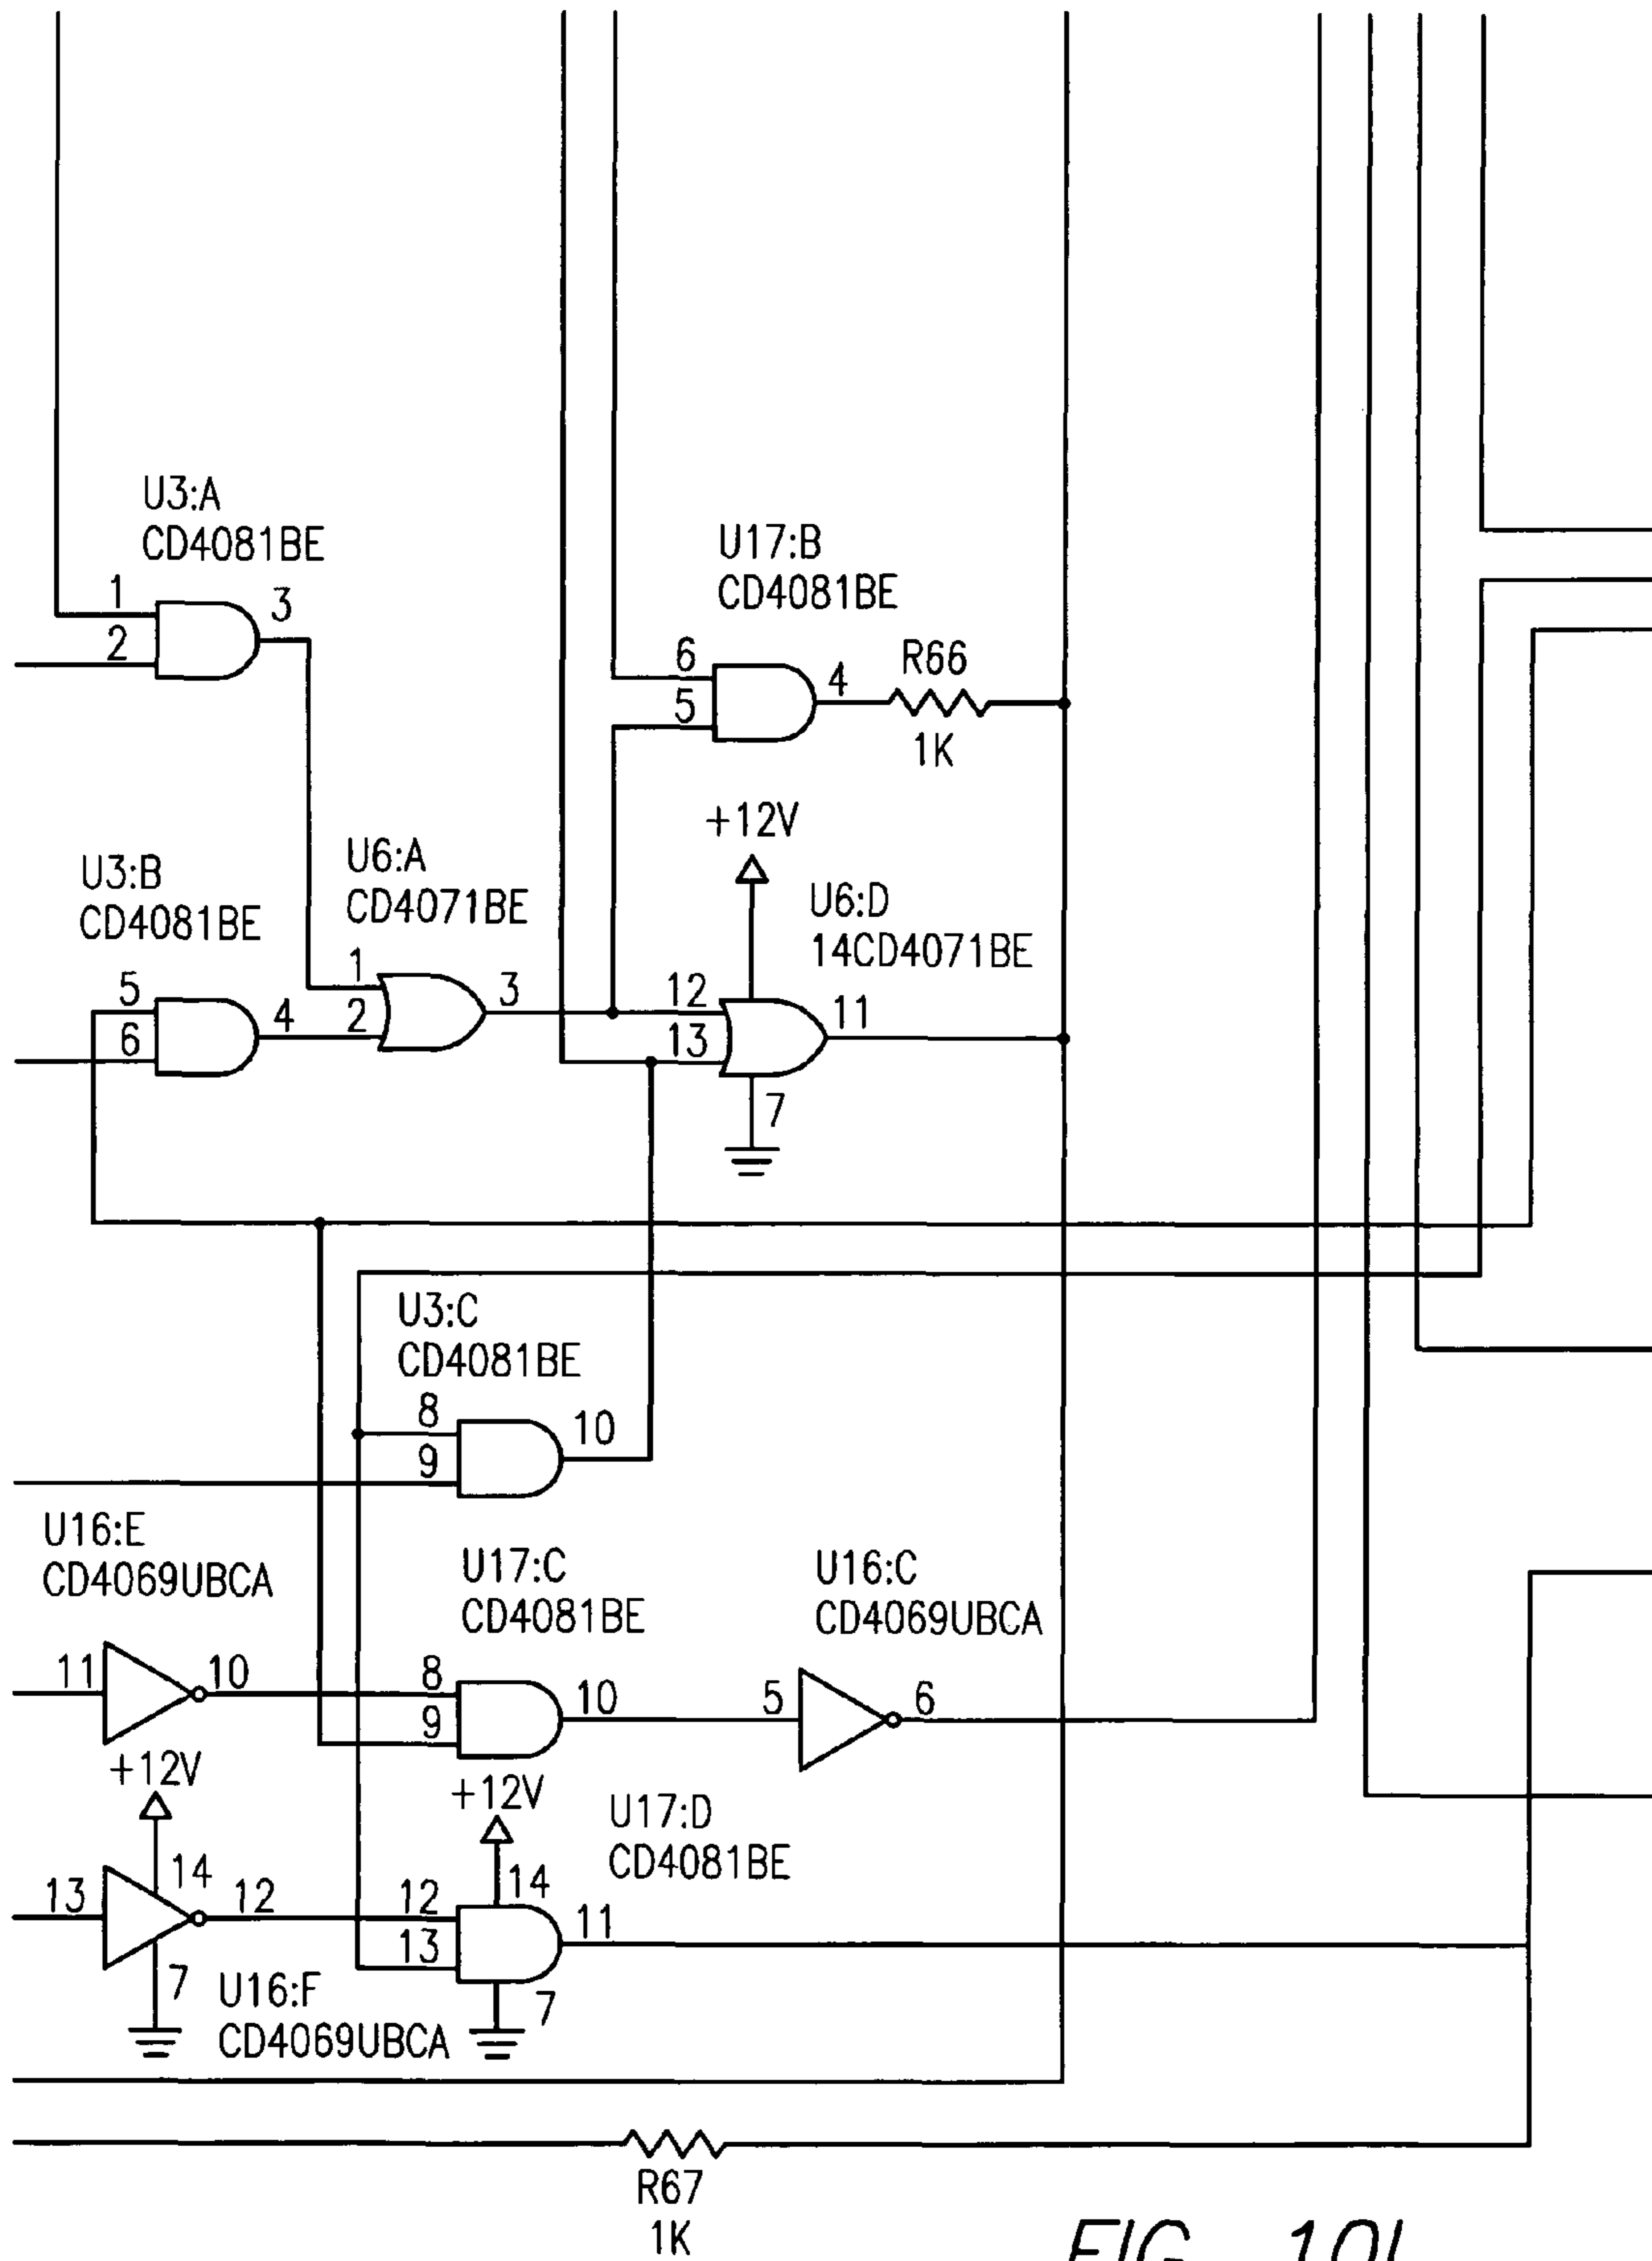 U3:A
CD4081BE
1
2
3
U17:B
CD4081BE
6
5
4
R66
1K
+12V
U3:B
CD4081BE
U6:A
CD4071BE
U6:D
14CD4071BE
5
6
4
1
2
3
12
13
11
7
U3:C
CD4081BE
8
9
10
U16:E
CD4069UBCA
U17:C
CD4081BE
U16:C
CD4069UBCA
11
10
8
9
10
5
6
+12V
+12V
U17:D
CD4081BE
13
14
12
12
13
14
11
7
7
U16:F
CD4069UBCA
R67
1K